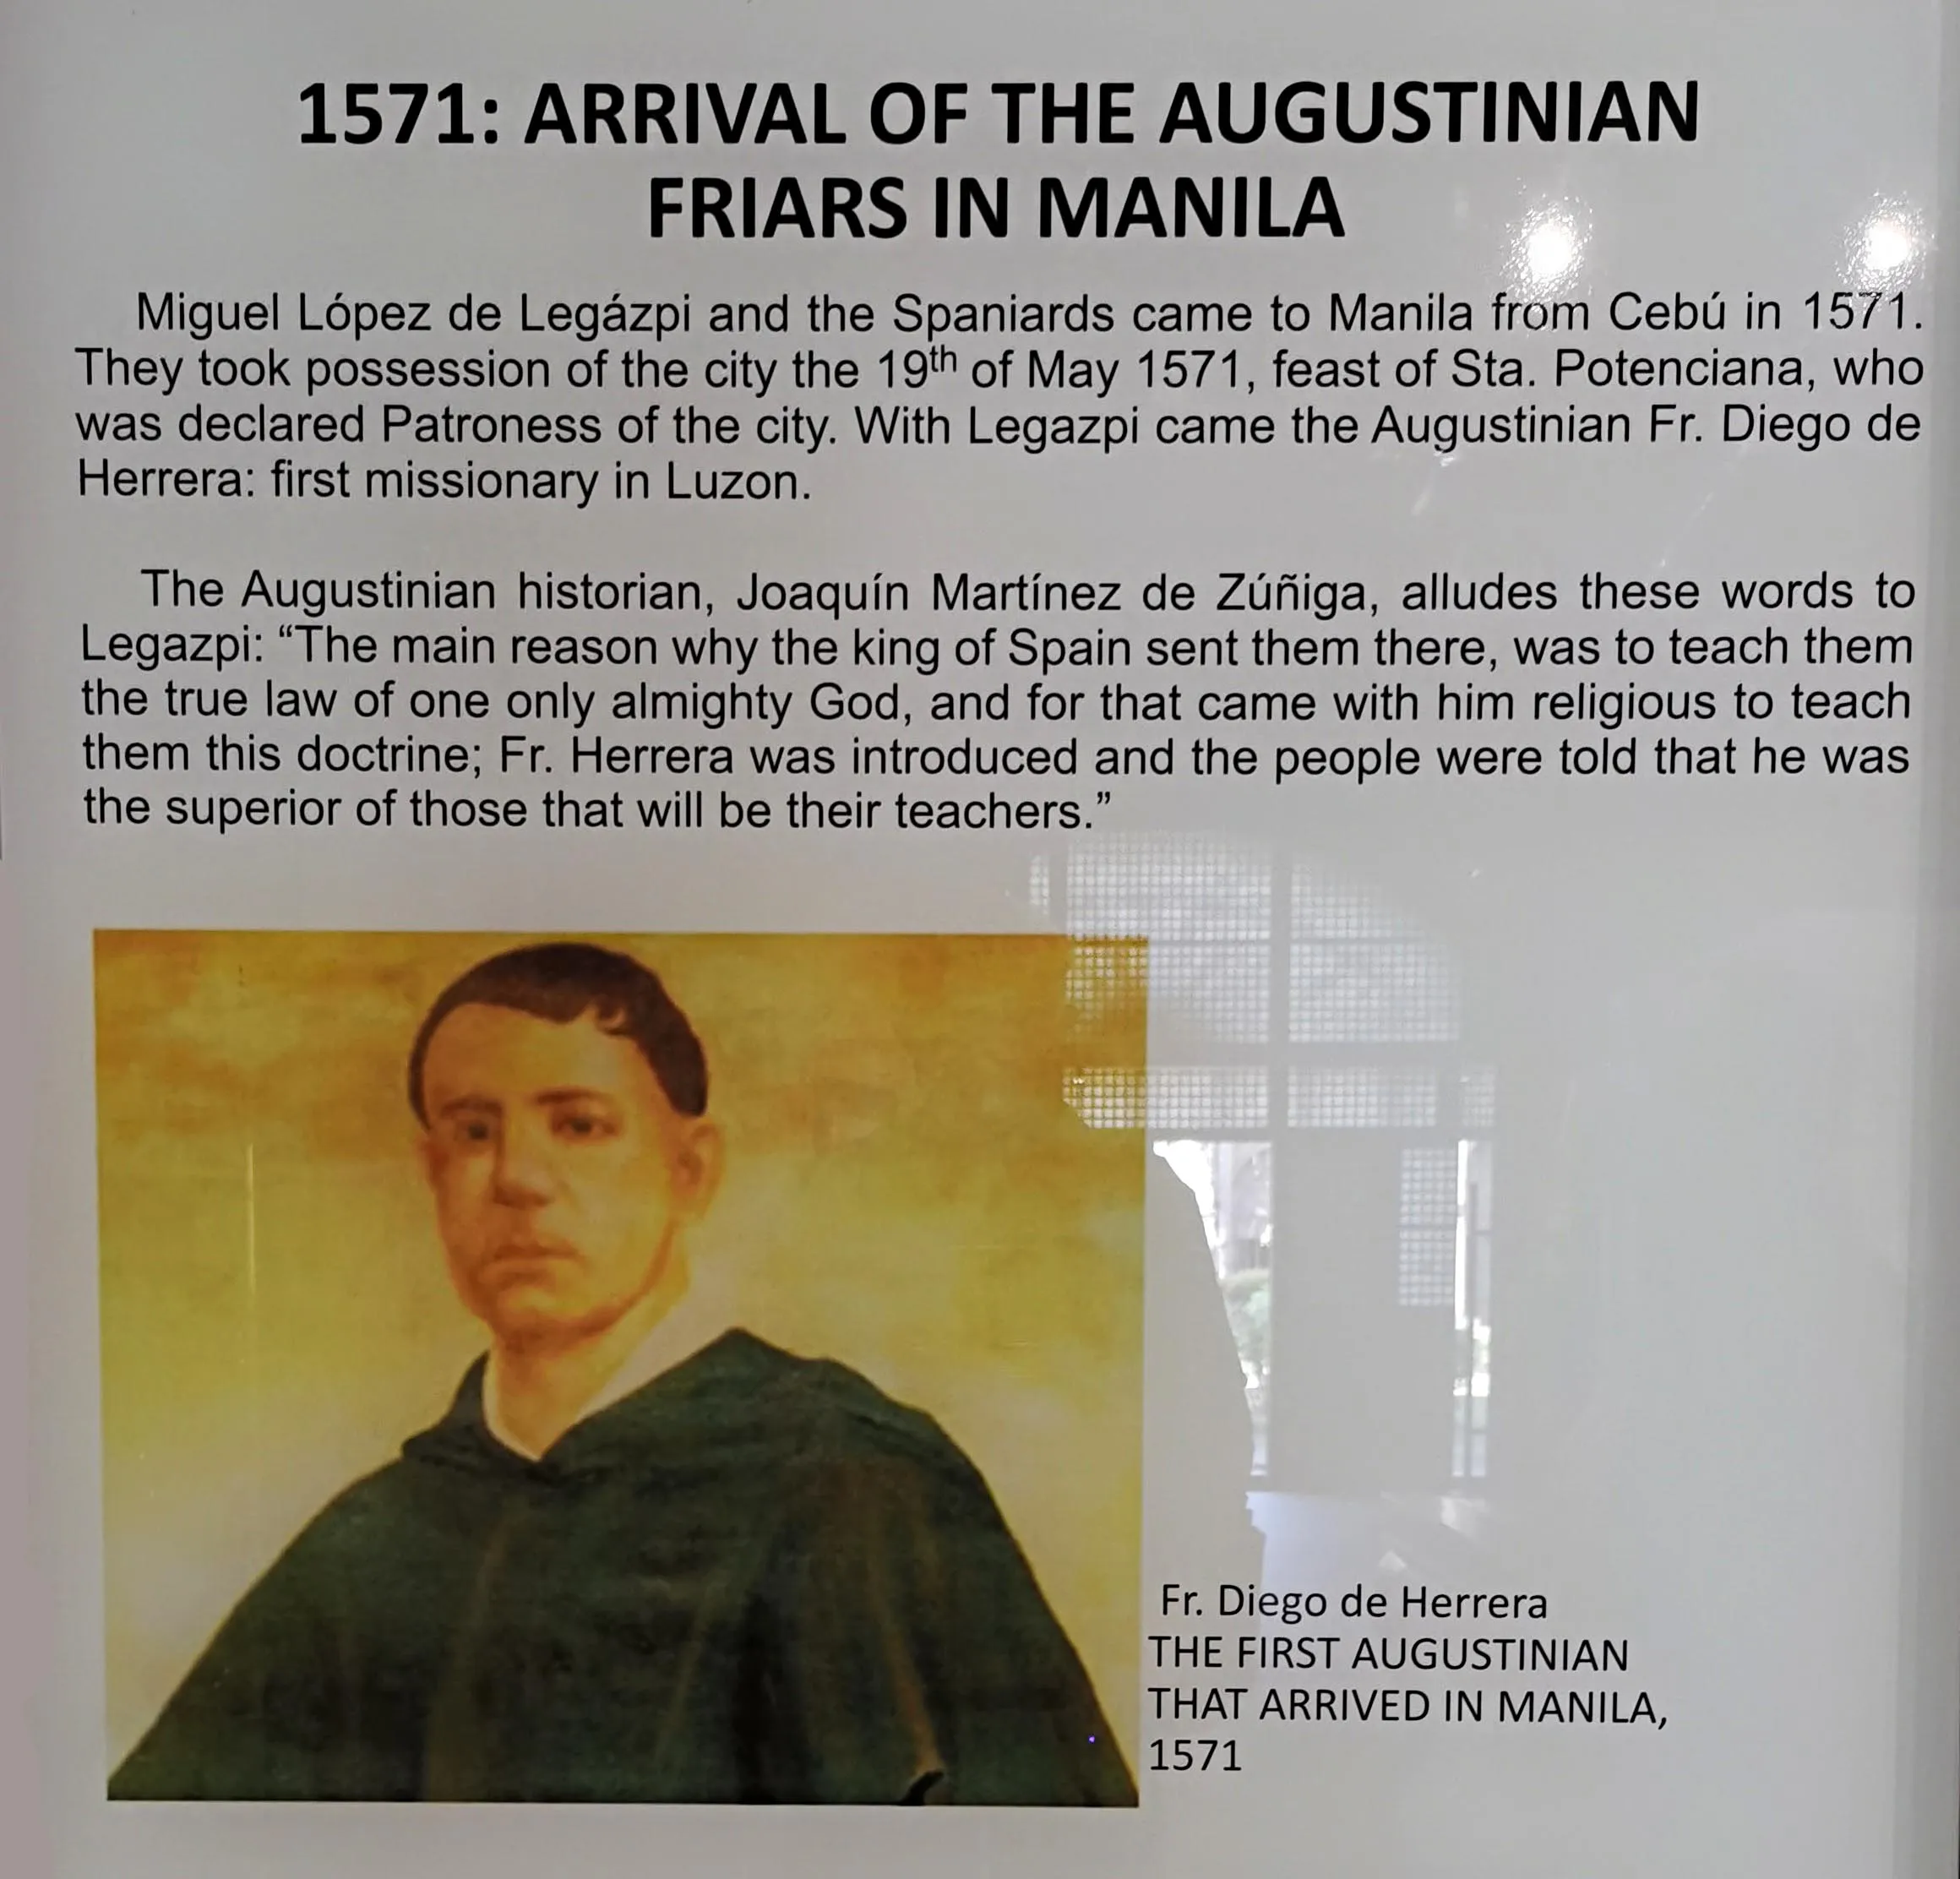 1571: ARRIVAL OF THE AUGUSTINIAN
FRIARS IN MANILA
Miguel López de Legázpi and the Spaniards came to Manila from Cebú in 1571.
They took possession of the city the 19th of May 1571, feast of Sta. Potenciana, who
was declared Patroness of the city. With Legazpi came the Augustinian Fr. Diego de
Herrera: first missionary in Luzon.
The Augustinian historian, Joaquín Martínez de Zúñiga, alludes these words to
Legazpi: “The main reason why the king of Spain sent them there, was to teach them
the true law of one only almighty God, and for that came with him religious to teach
them this doctrine; Fr. Herrera was introduced and the people were told that he was
the superior of those that will be their teachers.”
Fr. Diego de Herrera
THE FIRST AUGUSTINIAN
THAT ARRIVED IN MANILA,
1571